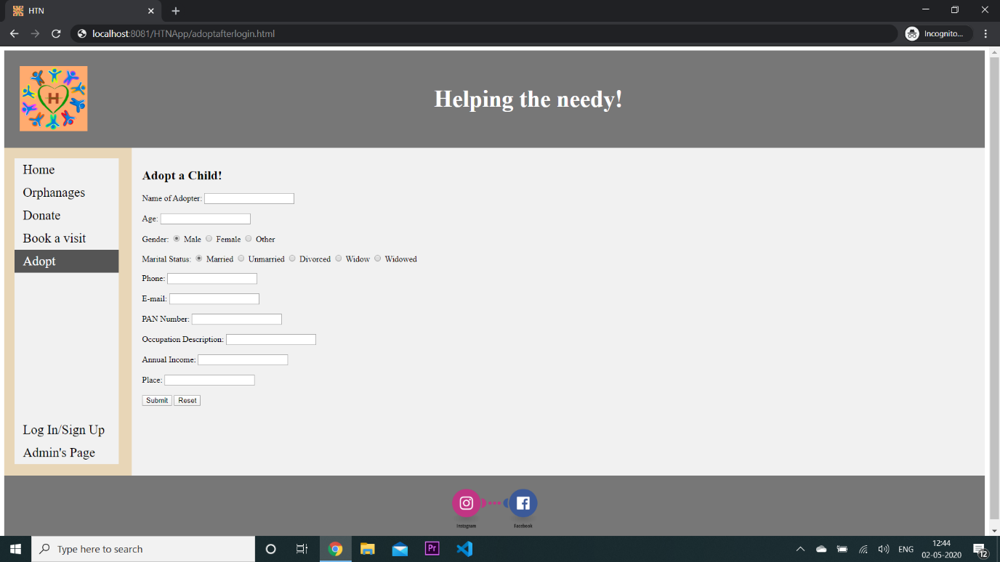 HTN
localhost:8081/HTNApp/adoptafterlogin.html
Incognito...
H
Helping the needy!
Home
Orphanages
Donate
Book a visit
Adopt
Log In/Sign Up
Admin's Page
Adopt a Child!
Name of Adopter:
Age:
Gender: Male Female Other
Marital Status: Married Unmarried Divorced Widow Widowed
Phone:
E-mail:
PAN Number:
Occupation Description:
Annual Income:
Place:
Submit Reset
Instagram Facebook
Type here to search
Pr
ENG
12:44
02-05-2020
12